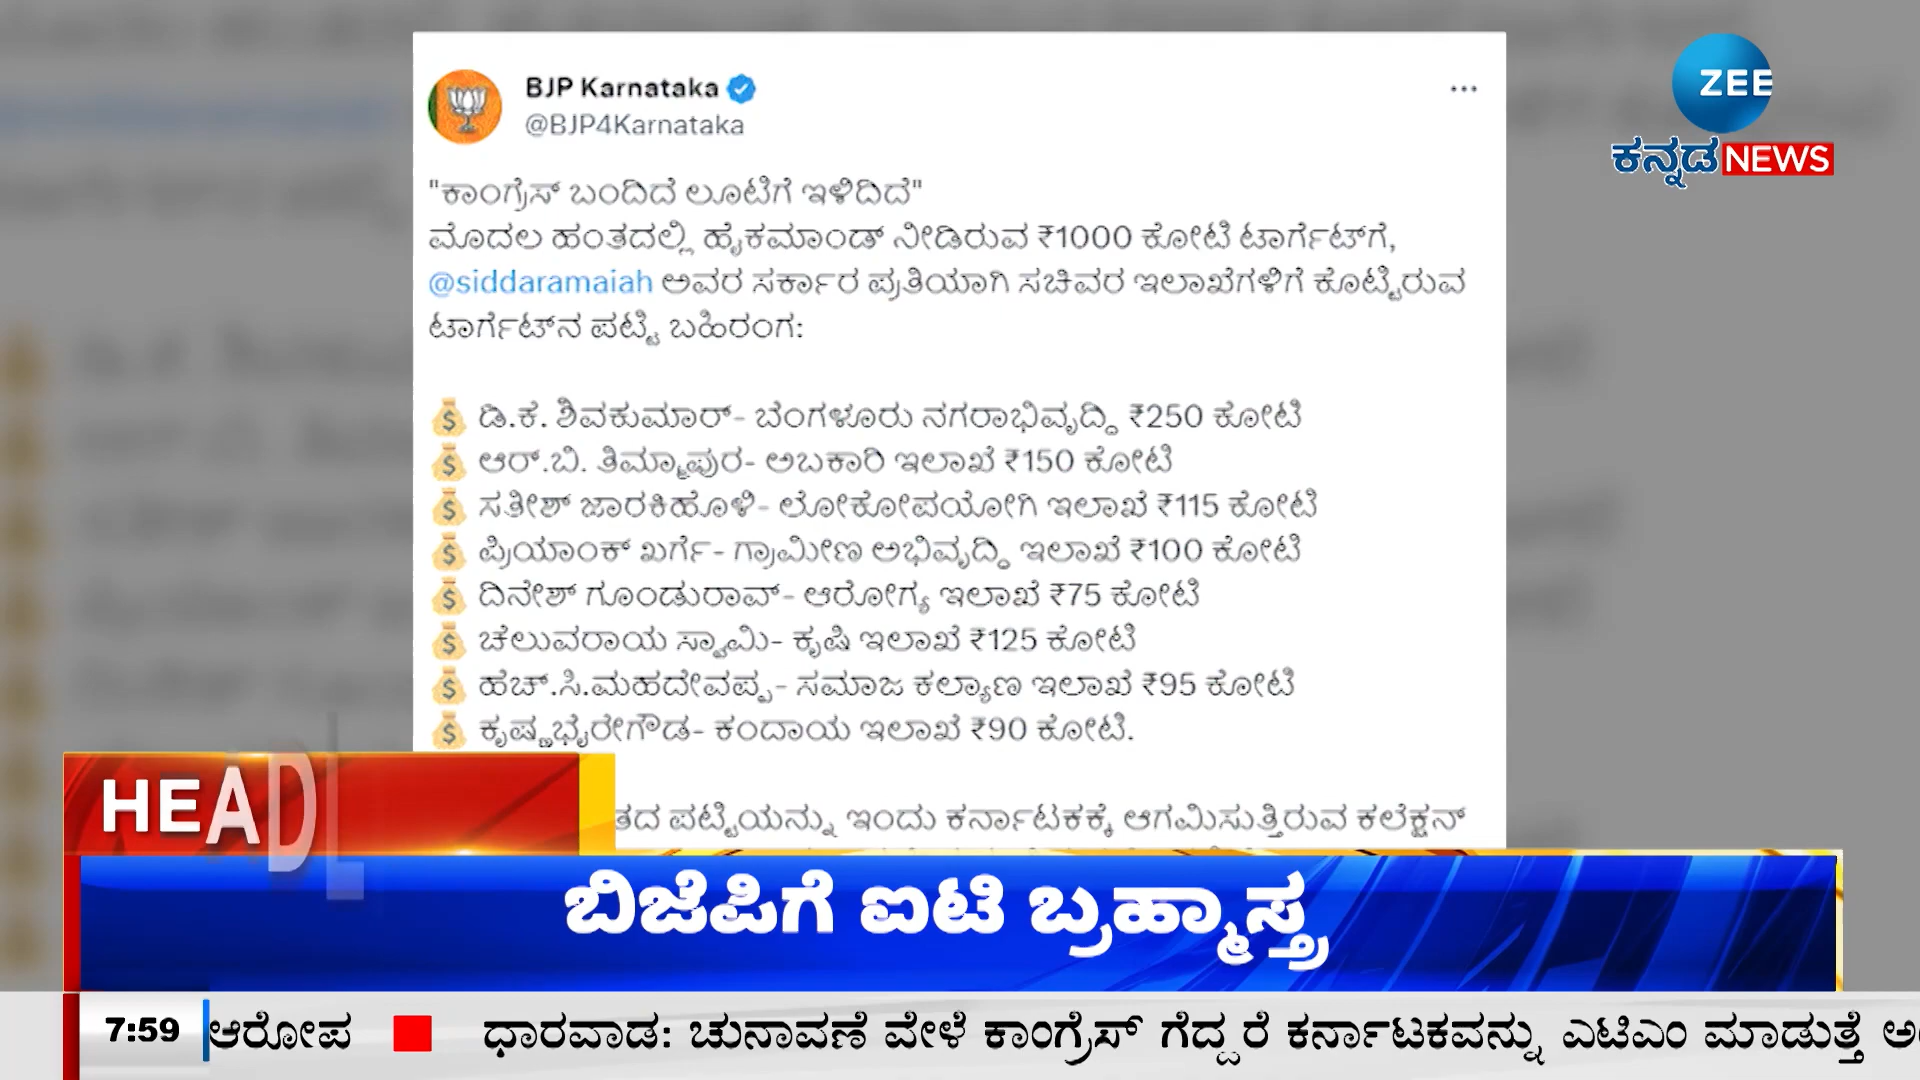 BJP Karnataka
@BJP4Karnataka
ZEE
ಕನ್ನಡ NEWS
"ಕಾಂಗ್ರೆಸ್ ಬಂದಿದೆ ಲೂಟಿಗೆ ಇಳಿದಿದೆ"
ಮೊದಲ ಹಂತದಲ್ಲಿ ಹೈಕಮಾಂಡ್ ನೀಡಿರುವ ₹1000 ಕೋಟಿ ಟಾರ್ಗೆಟ್‌ಗೆ,
@siddaramaiah ಅವರ ಸರ್ಕಾರ ಪ್ರತಿಯಾಗಿ ಸಚಿವರ ಇಲಾಖೆಗಳಿಗೆ ಕೊಟ್ಟಿರುವ
ಟಾರ್ಗೆಟ್‌ನ ಪಟ್ಟಿ ಬಹಿರಂಗ:
ಡಿ.ಕೆ. ಶಿವಕುಮಾರ್- ಬೆಂಗಳೂರು ನಗರಾಭಿವೃದ್ಧಿ ₹250 ಕೋಟಿ
ಆರ್.ಬಿ. ತಿಮ್ಮಾಪುರ- ಅಬಕಾರಿ ಇಲಾಖೆ ₹150 ಕೋಟಿ
ಸತೀಶ್ ಜಾರಕಿಹೊಳಿ- ಲೋಕೋಪಯೋಗಿ ಇಲಾಖೆ ₹115 ಕೋಟಿ
ಪ್ರಿಯಾಂಕ್ ಖರ್ಗೆ- ಗ್ರಾಮೀಣ ಅಭಿವೃದ್ಧಿ ಇಲಾಖೆ ₹100 ಕೋಟಿ
ದಿನೇಶ್ ಗೂಂಡುರಾವ್- ಆರೋಗ್ಯ ಇಲಾಖೆ ₹75 ಕೋಟಿ
ಚೆಲುವರಾಯ ಸ್ವಾಮಿ- ಕೃಷಿ ಇಲಾಖೆ ₹125 ಕೋಟಿ
ಹೆಚ್.ಸಿ.ಮಹದೇವಪ್ಪ- ಸಮಾಜ ಕಲ್ಯಾಣ ಇಲಾಖೆ ₹95 ಕೋಟಿ
ಕೃಷ್ಣಭೈರೇಗೌಡ- ಕಂದಾಯ ಇಲಾಖೆ ₹90 ಕೋಟಿ.
ಪಟ್ಟಿಯನ್ನು ಇಂದು ಕರ್ನಾಟಕಕ್ಕೆ ಆಗಮಿಸುತ್ತಿರುವ ಕಲೆಕ್ಷನ್
HEADL
ಬಿಜೆಪಿಗೆ ಐಟಿ ಬ್ರಹ್ಮಾಸ್ತ್ರ
7:59 ಆರೋಪ ಧಾರವಾಡ: ಚುನಾವಣೆ ವೇಳೆ ಕಾಂಗ್ರೆಸ್ ಗೆದ್ದರೆ ಕರ್ನಾಟಕವನ್ನು ಎಟಿಎಂ ಮಾಡುತ್ತೆ